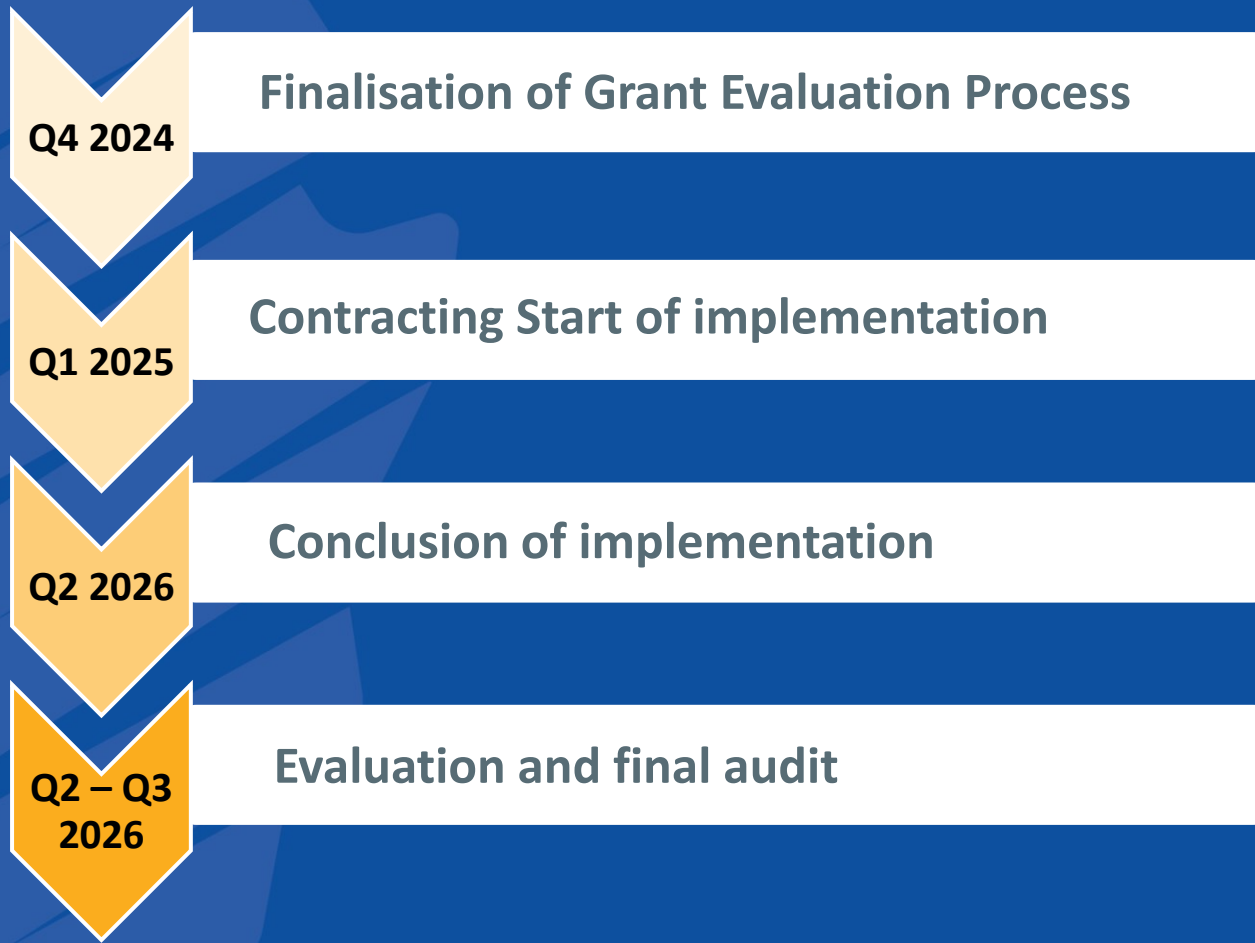 Q4 2024
Finalisation of Grant Evaluation Process
Q1 2025
Contracting Start of implementation
Q2 2026
Conclusion of implementation
Q2 – Q3
2026
Evaluation and final audit